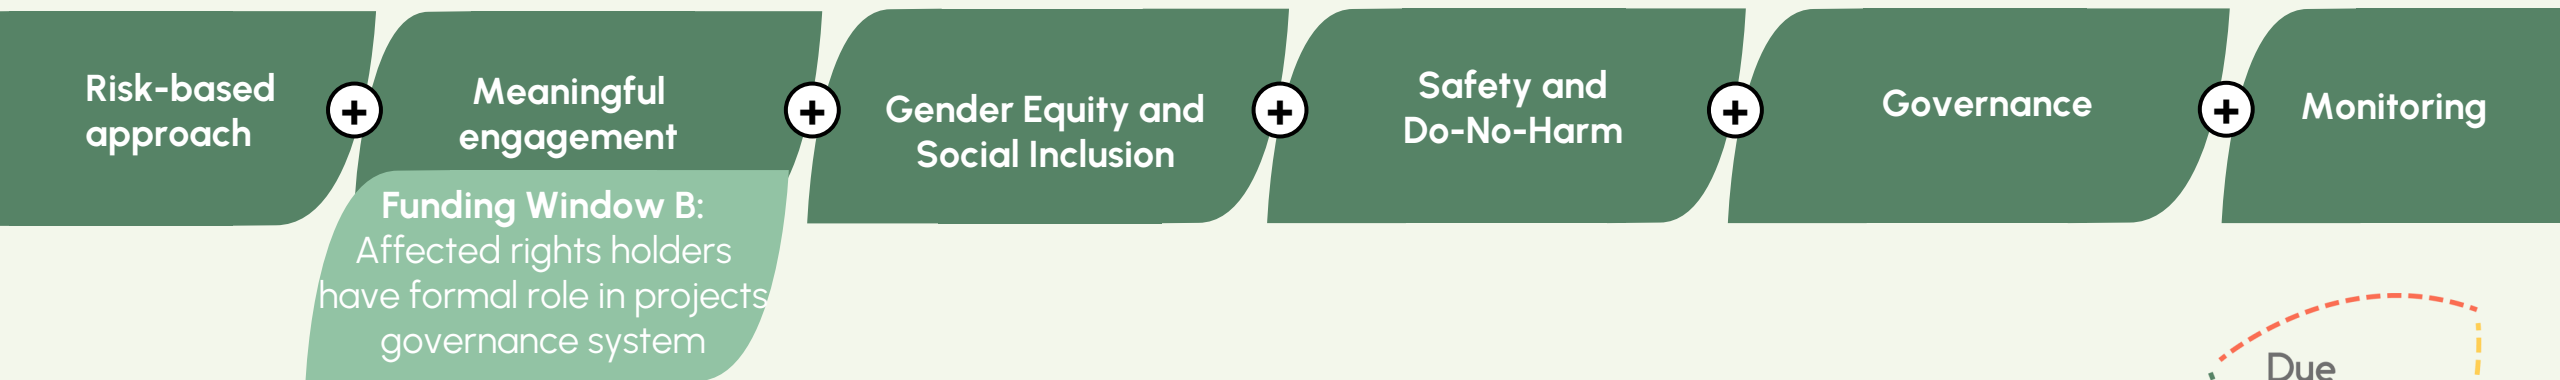 Risk-based
approach
+
Meaningful
engagement
+
Gender Equity and
Social Inclusion
+
Safety and
Do-No-Harm
+
Governance
+
Monitoring
Funding Window B:
Affected rights holders
have formal role in projects
governance system
Due